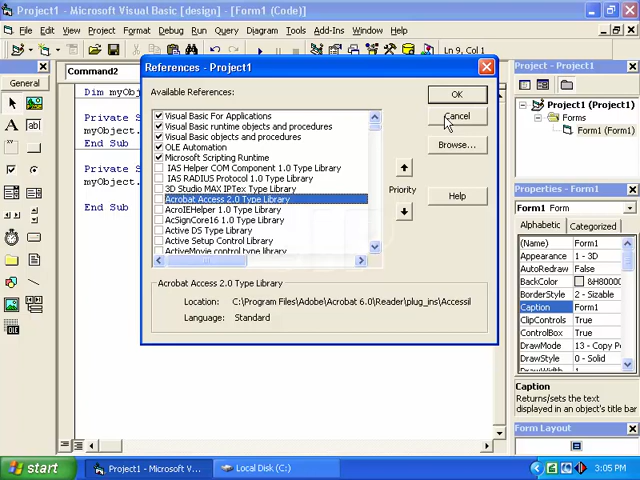 Project1 - Microsoft Visual Basic [design] - [Form1 (Code)]
File Edit View Project Format Debug Run Query Diagram Tools Add-Ins Window Help
Ln 9, Col 1
General
Command2
Dim myObj
Private S
myObject.
End Sub
Private S
myObject.
End Sub
References - Project1
Available References:
Visual Basic For Applications
Visual Basic runtime objects and procedures
Visual Basic objects and procedures
OLE Automation
Microsoft Scripting Runtime
IAS Helper COM Component 1.0 Type Library
IAS RADIUS Protocol 1.0 Type Library
3D Studio MAX IPTex Type Library
Acrobat Access 2.0 Type Library
AcroIEHelper 1.0 Type Library
AcSignCore16 1.0 Type Library
Active DS Type Library
Active Setup Control Library
ActiveMovie control type library
OK
Cancel
Browse...
Priority
Help
Acrobat Access 2.0 Type Library
Location: C:\Program Files\Adobe\Acrobat 6.0\Reader\plug_ins\Accessil
Language: Standard
Project - Project1
Project1 (Project1)
Forms
Form1 (Form1)
Properties - Form1
Form1 Form
Alphabetic Categorized
(Name) Form1
Appearance 1 - 3D
AutoRedraw False
BackColor &H80000
BorderStyle 2 - Sizable
Caption Form1
ClipControls True
ControlBox True
DrawMode 13 - Copy P
DrawStyle 0 - Solid
DrawWidth 1
Caption
Returns/sets the text
displayed in an object's title bar
Form Layout
start
Project1 - Microsoft V...
Local Disk (C:)
3:05 PM